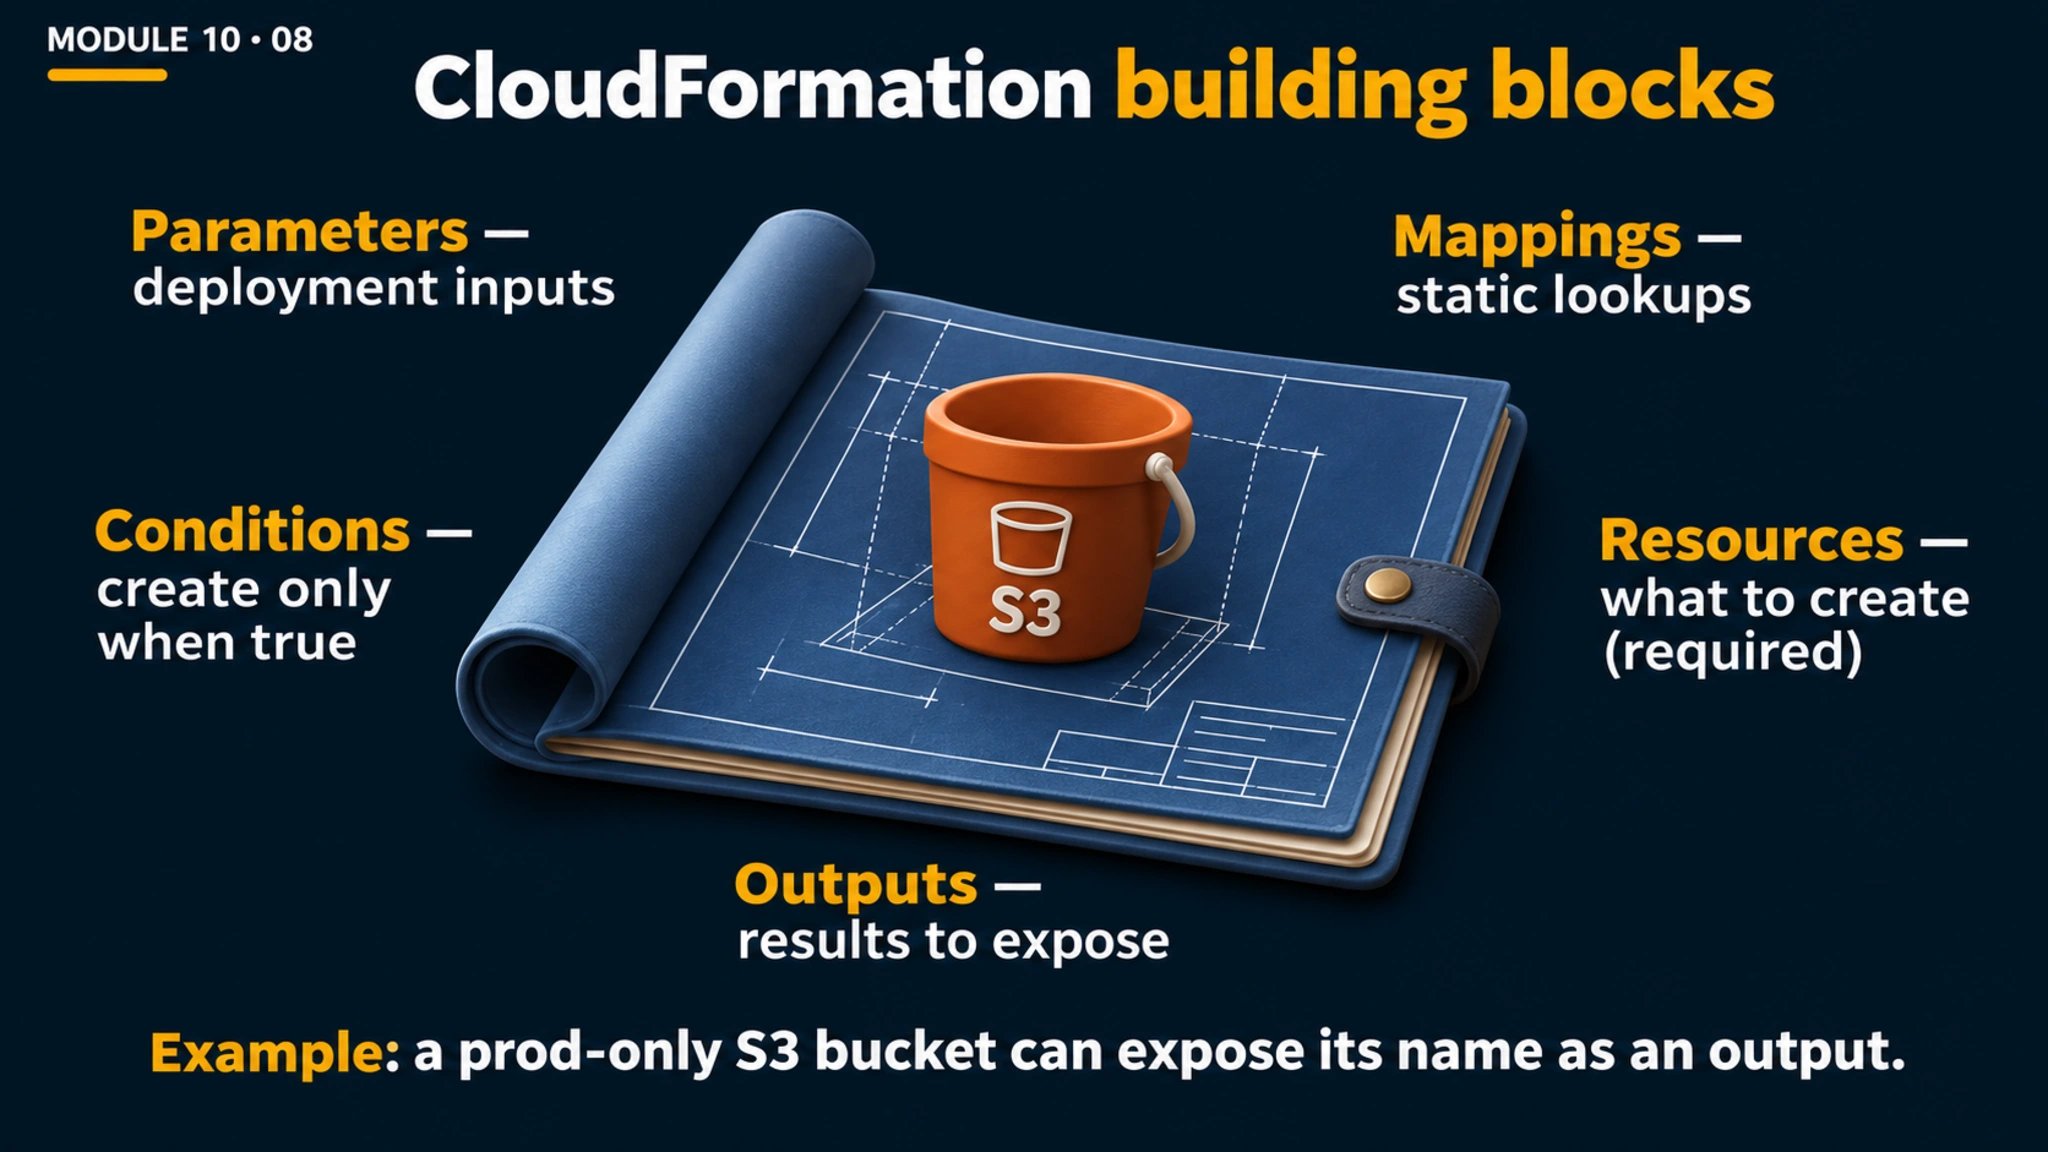 MODULE 10 • 08
CloudFormation building blocks
Parameters —
deployment inputs
Mappings —
static lookups
Conditions —
create only
when true
S3
Resources —
what to create
(required)
Outputs —
results to expose
Example: a prod-only S3 bucket can expose its name as an output.